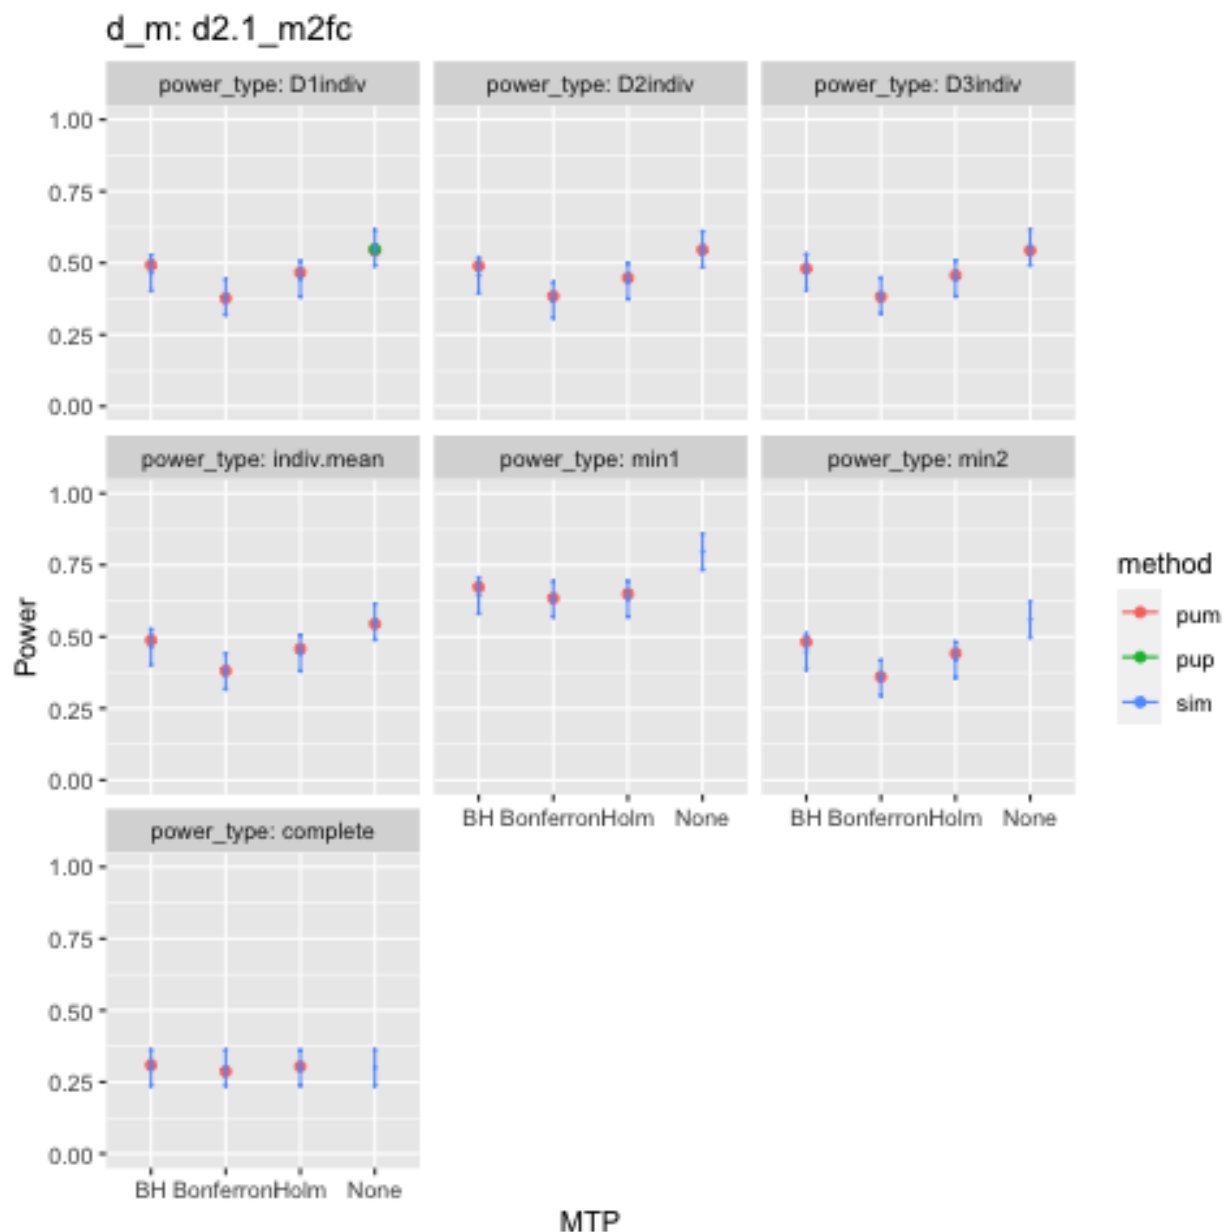 d_m: d2.1_m2fc
power_type: D1indiv power_type: D2indiv power_type: D3indiv
1.00
0.75
0.50
0.25
0.00
power_type: indiv.mean power_type: min1 power_type: min2
1.00
0.75
0.50
0.25
0.00
BH BonferronHolm None BH BonferronHolm None
power_type: complete
1.00
0.75
0.50
0.25
0.00
BH BonferronHolm None
Power
MTP
method
pum
pup
sim